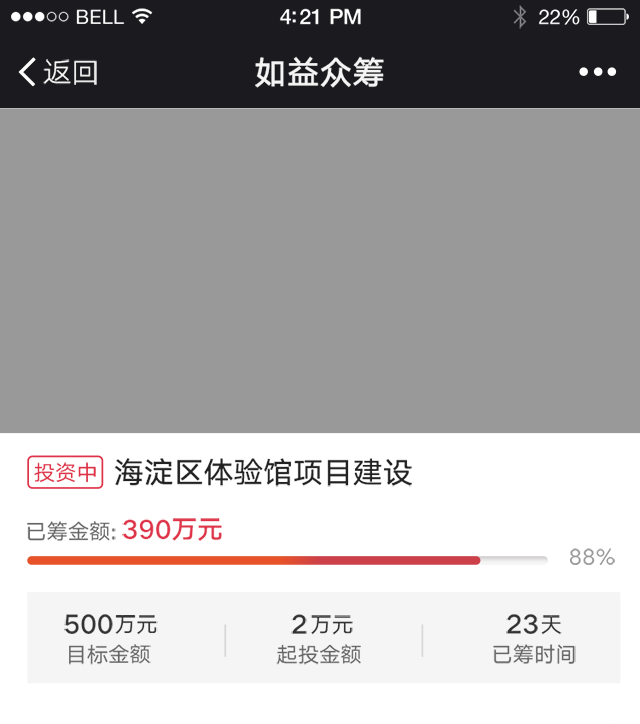 BELL 4:21 PM 22%
返回 如益众筹
投资中 海淀区体验馆项目建设
已筹金额: 390万元
88%
500万元 2万元 23天
目标金额 起投金额 已筹时间